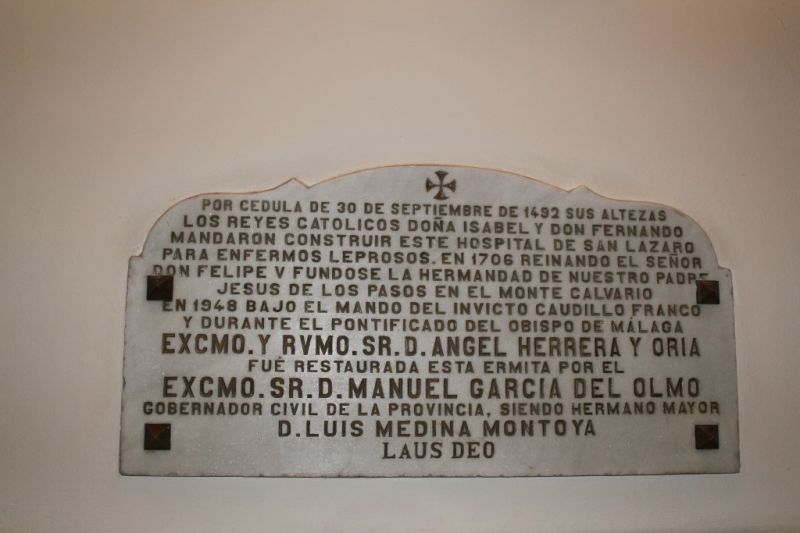 POR CEDULA DE 30 DE SEPTIEMBRE DE 1492 SUS ALTEZAS
LOS REYES CATOLICOS DOÑA ISABEL Y DON FERNANDO
MANDARON CONSTRUIR ESTE HOSPITAL DE SAN LAZARO
PARA ENFERMOS LEPROSOS. EN 1706 REINANDO EL SEÑOR
DON FELIPE V FUNDOSE LA HERMANDAD DE NUESTRO PADRE
JESUS DE LOS PASOS EN EL MONTE CALVARIO
EN 1948 BAJO EL MANDO DEL INVICTO CAUDILLO FRANCO
Y DURANTE EL PONTIFICADO DEL OBISPO DE MÁLAGA
EXCMO. Y RVMO. SR. D. ANGEL HERRERA Y ORIA
FUÉ RESTAURADA ESTA ERMITA POR EL
EXCMO. SR. D. MANUEL GARCIA DEL OLMO
GOBERNADOR CIVIL DE LA PROVINCIA, SIENDO HERMANO MAYOR
D. LUIS MEDINA MONTOYA
LAUS DEO